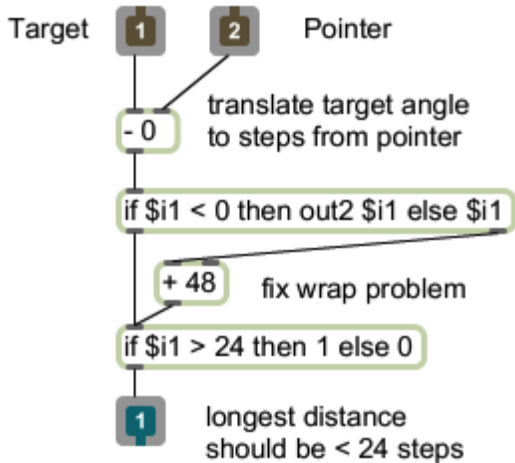 Target 1 2 Pointer
translate target angle
- 0 to steps from pointer
if $i1 < 0 then out2 $i1 else $i1
+ 48 fix wrap problem
if $i1 > 24 then 1 else 0
1 longest distance
should be < 24 steps